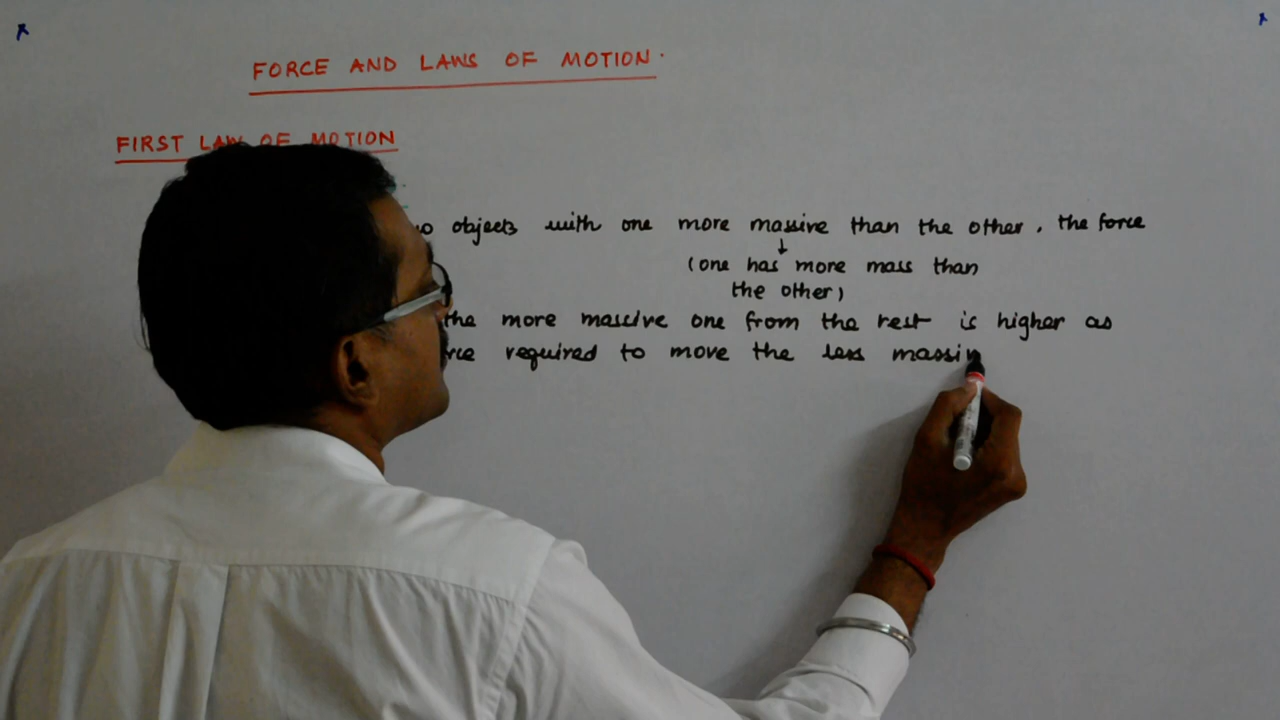 FORCE AND LAWS OF MOTION.
FIRST LAW OF MOTION
objects with one more massive than the other, the force
(one has more mass than
the other)
the more massive one from the rest is higher as
required to move the less massiv